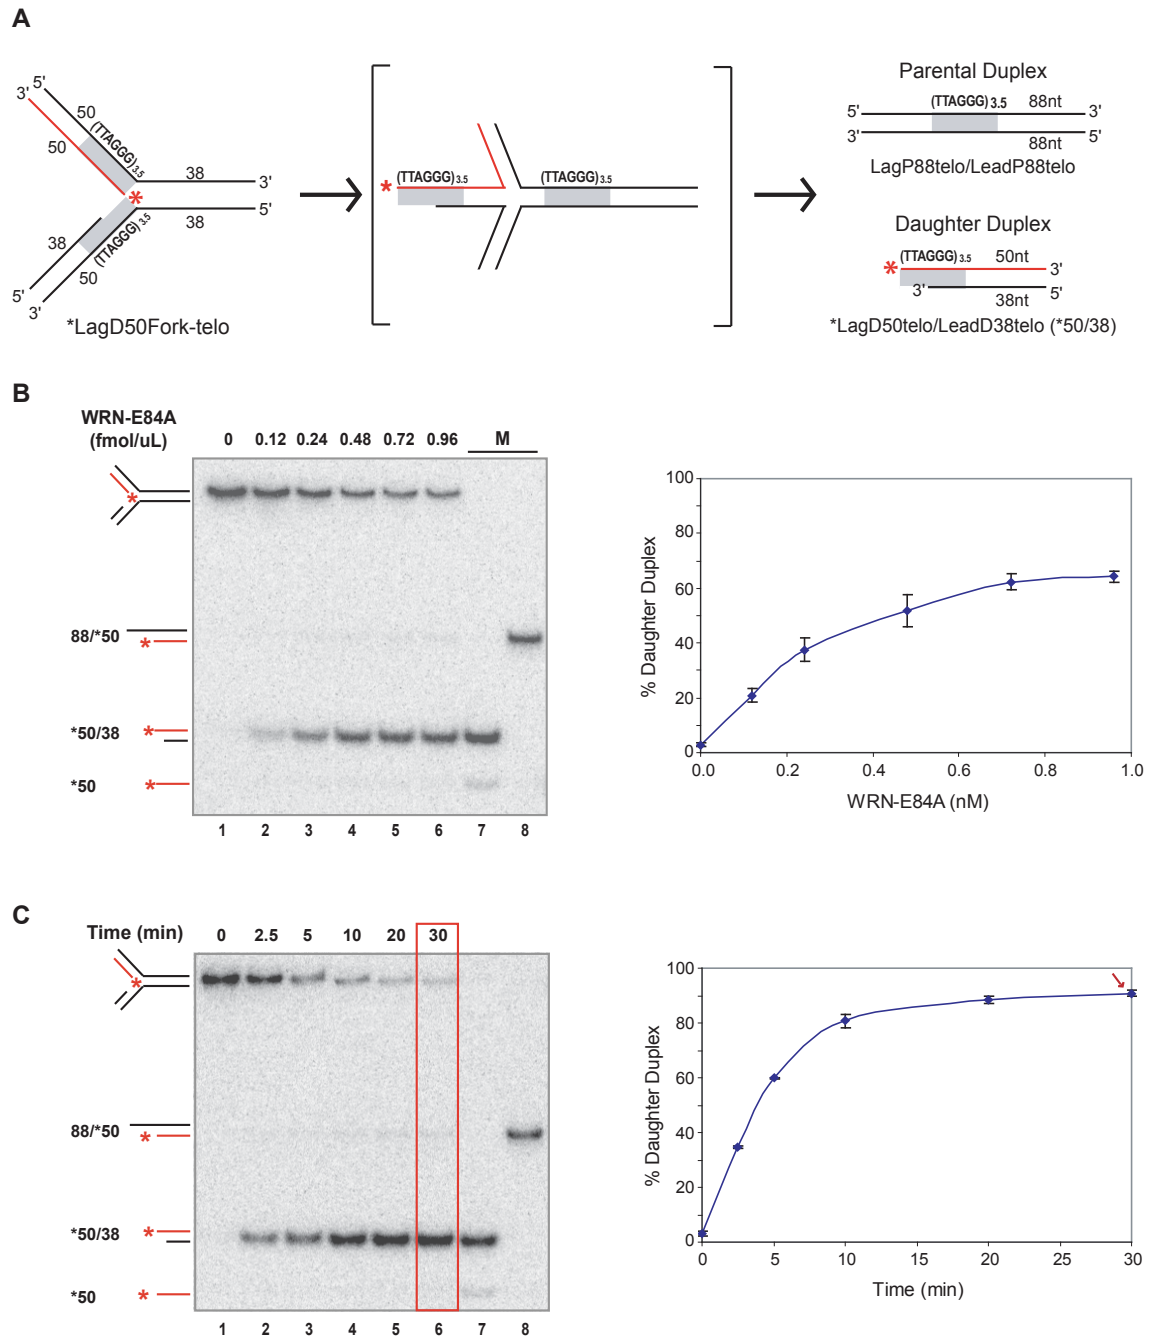 A
3'
5'
50
(TTAGGG)3.5
50
38
3'
*
5'
38
38
50
(TTAGGG)3.5
5'
3'
*LagD50Fork-telo
*
(TTAGGG)3.5
(TTAGGG)3.5
Parental Duplex
5'
(TTAGGG)3.5
88nt
3'
3'
5'
88nt
LagP88telo/LeadP88telo
Daughter Duplex
*
(TTAGGG)3.5
50nt
3'
3'
38nt
5'
*LagD50telo/LeadD38telo (*50/38)
B
WRN-E84A
(fmol/uL)
0 0.12 0.24 0.48 0.72 0.96 M
*
88/*50
*
*50/38
*
*50
*
1 2 3 4 5 6 7 8
% Daughter Duplex
100
80
60
40
20
0
0.0 0.2 0.4 0.6 0.8 1.0
WRN-E84A (nM)
C
Time (min) 0 2.5 5 10 20 30
*
88/*50
*
*50/38
*
*50
*
1 2 3 4 5 6 7 8
% Daughter Duplex
100
80
60
40
20
0
0 5 10 15 20 25 30
Time (min)